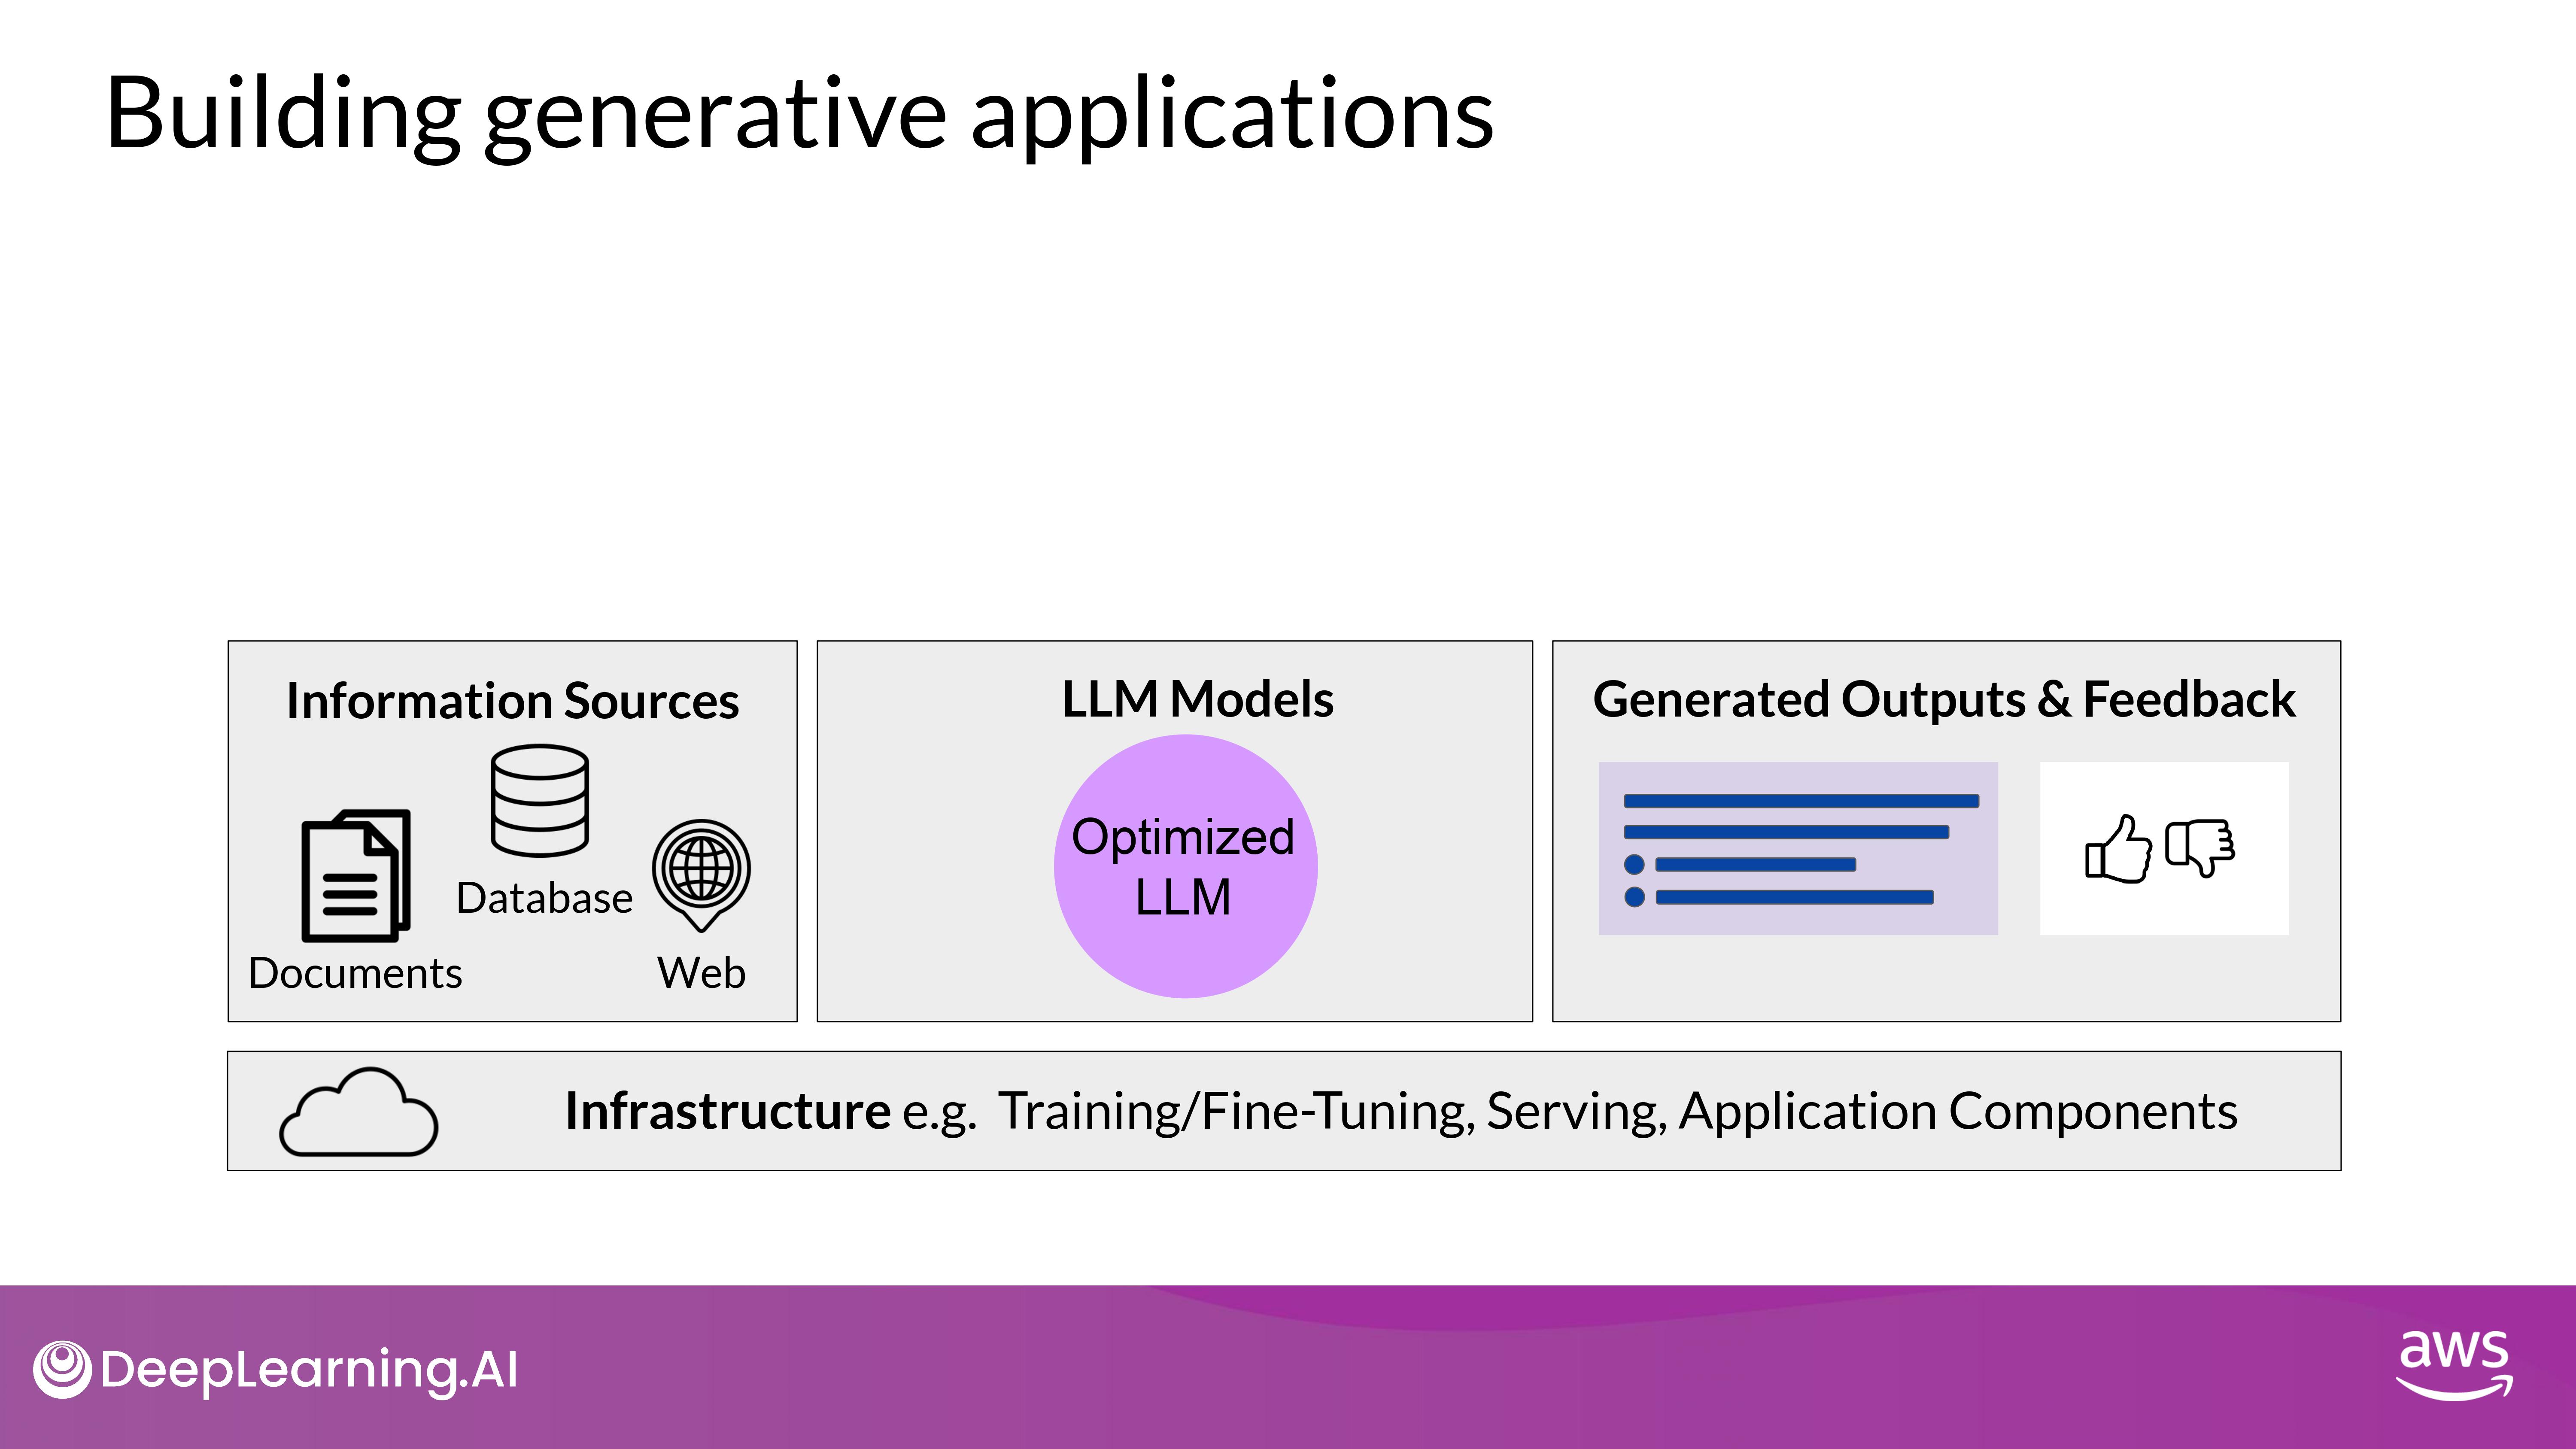 Building generative applications
Information Sources
Database
Documents
Web
LLM Models
Optimized
LLM
Generated Outputs & Feedback
Infrastructure e.g. Training/Fine-Tuning, Serving, Application Components
DeepLearning.AI
aws